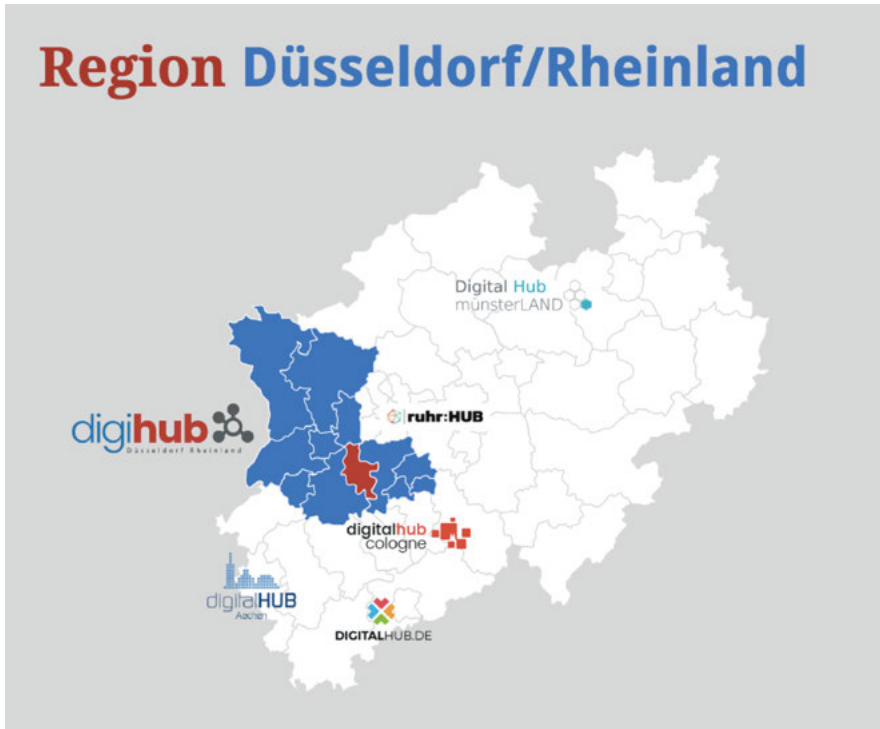 Region Düsseldorf/Rheinland
Digital Hub
münsterLAND
ruhr:HUB
digihub
Düsseldorf Rheinland
digitalhub
cologne
digitalHUB
Aachen
DIGITALHUB.DE